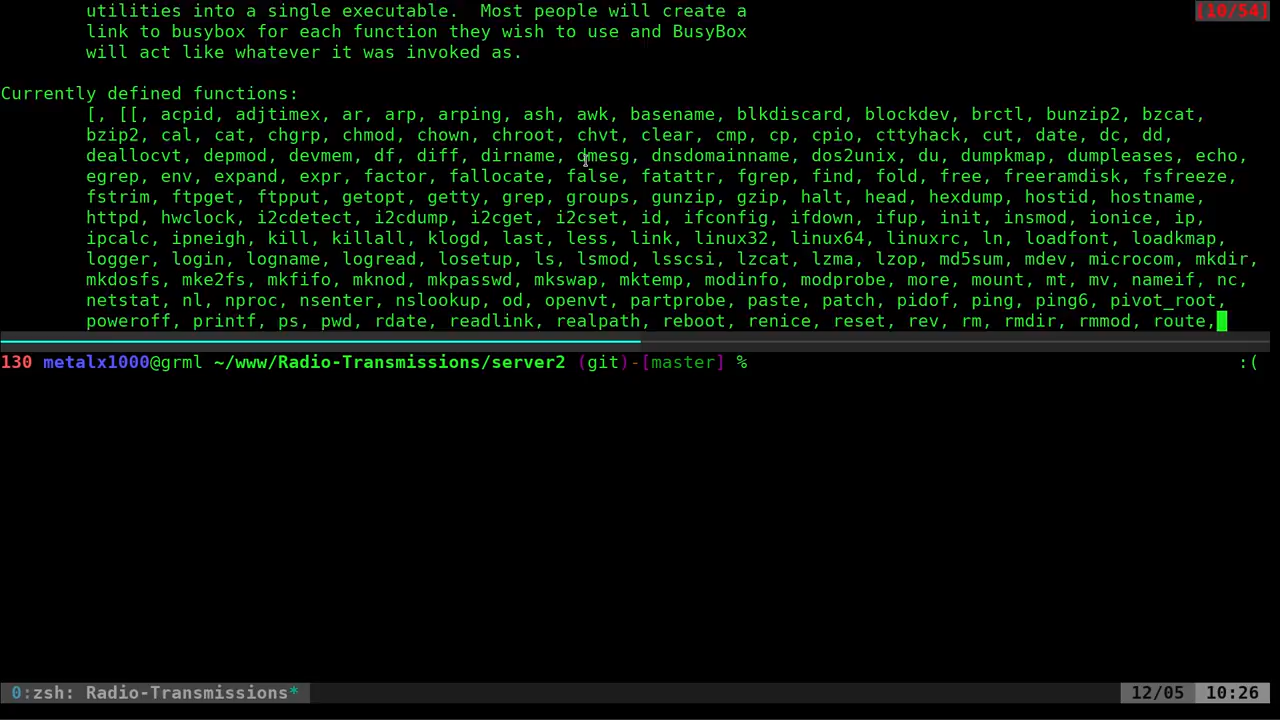 utilities into a single executable.  Most people will create a [10/54]
link to busybox for each function they wish to use and BusyBox
will act like whatever it was invoked as.
Currently defined functions:
[, [[, acpid, adjtimex, ar, arp, arping, ash, awk, basename, blkdiscard, blockdev, brctl, bunzip2, bzcat,
bzip2, cal, cat, chgrp, chmod, chown, chroot, chvt, clear, cmp, cp, cpio, cttyhack, cut, date, dc, dd,
deallocvt, depmod, devmem, df, diff, dirname, dmesg, dnsdomainname, dos2unix, du, dumpkmap, dumpleases, echo,
egrep, env, expand, expr, factor, fallocate, false, fatattr, fgrep, find, fold, free, freeramdisk, fsfreeze,
fstrim, ftpget, ftpput, getopt, getty, grep, groups, gunzip, gzip, halt, head, hexdump, hostid, hostname,
httpd, hwclock, i2cdetect, i2cdump, i2cget, i2cset, id, ifconfig, ifdown, ifup, init, insmod, ionice, ip,
ipcalc, ipneigh, kill, killall, klogd, last, less, link, linux32, linux64, linuxrc, ln, loadfont, loadkmap,
logger, login, logname, logread, losetup, ls, lsmod, lsscsi, lzcat, lzma, lzop, md5sum, mdev, microcom, mkdir,
mkdosfs, mke2fs, mkfifo, mknod, mkpasswd, mkswap, mktemp, modinfo, modprobe, more, mount, mt, mv, nameif, nc,
netstat, nl, nproc, nsenter, nslookup, od, openvt, partprobe, paste, patch, pidof, ping, ping6, pivot_root,
poweroff, printf, ps, pwd, rdate, readlink, realpath, reboot, renice, reset, rev, rm, rmdir, rmmod, route,
130 metalx1000@grml ~/www/Radio-Transmissions/server2 (git)-[master] % :(
0:zsh: Radio-Transmissions* 12/05 10:26